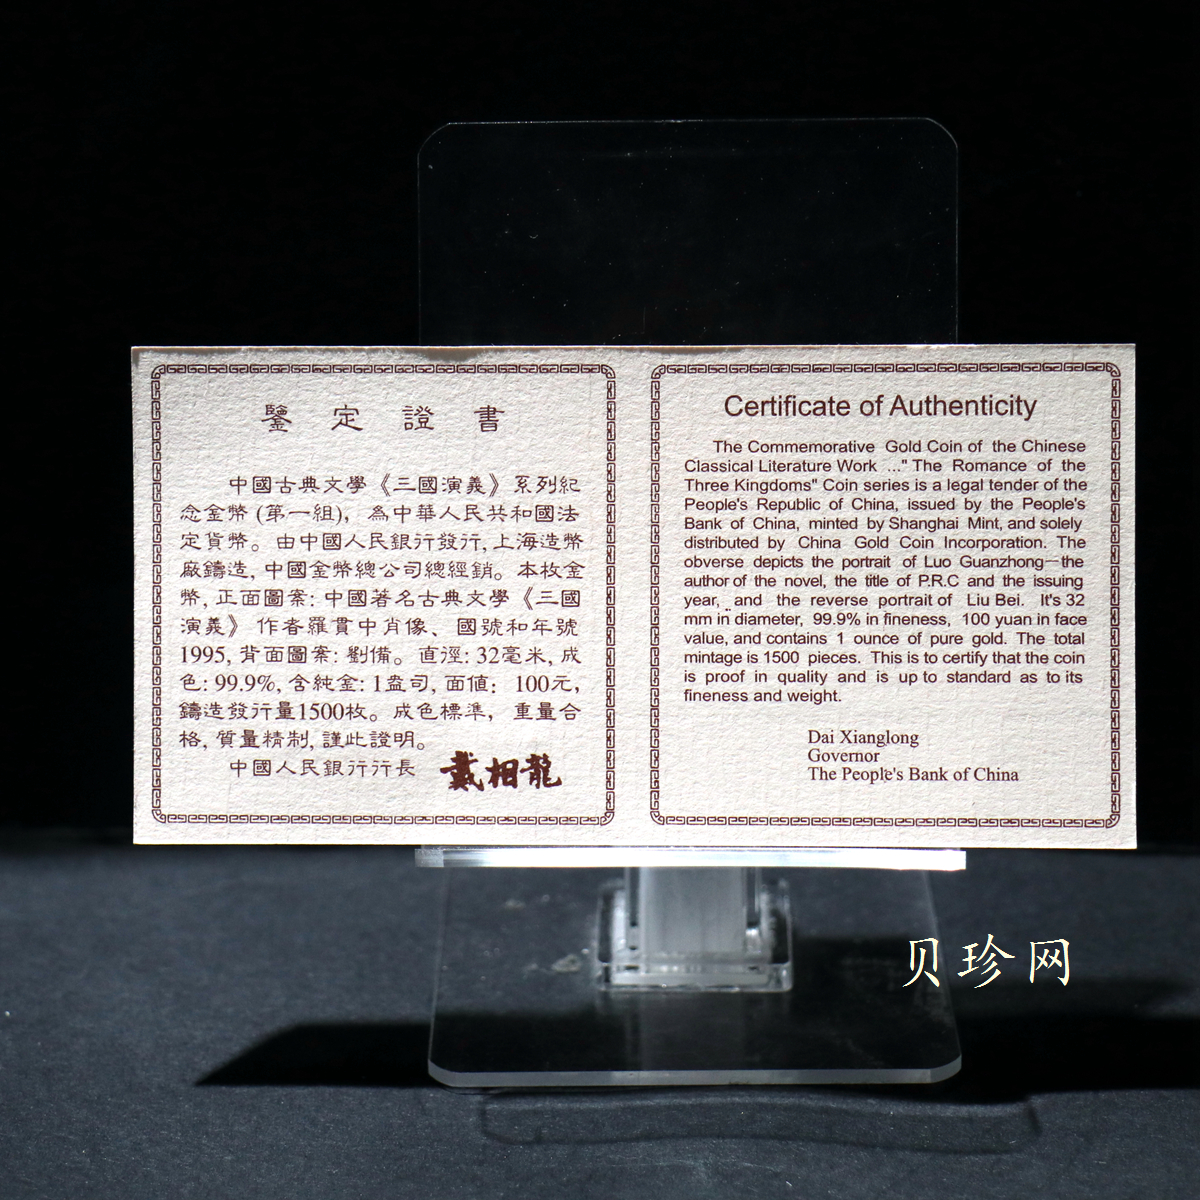 鑒定證書
中國古典文學《三國演義》系列紀
念金幣(第一組)，為中華人民共和國法
定貨幣。由中國人民銀行發行,上海造幣
廠鑄造,中國金幣總公司總經銷。本枚金
幣,正面圖案:中國著名古典文學《三國
演義》作者羅貫中肖像、國號和年號
1995,背面圖案:劉備。直徑:32毫米,成
色:99.9%,含純金:1盎司,面值：100元,
鑄造發行量1500枚。成色標準，重量合
格,質量精制,謹此證明。
中國人民銀行行長 戴相龍
Certificate of Authenticity
The Commemorative Gold Coin of the Chinese
Classical Literature Work ..." The Romance of the
Three Kingdoms" Coin series is a legal tender of the
People's Republic of China, issued by the People's
Bank of China, minted by Shanghai Mint, and solely
distributed by China Gold Coin Incorporation. The
obverse depicts the portrait of Luo Guanzhong—the
author of the novel, the title of P.R.C and the issuing
year, and the reverse portrait of Liu Bei. It's 32
mm in diameter, 99.9% in fineness, 100 yuan in face
value, and contains 1 ounce of pure gold. The total
mintage is 1500 pieces. This is to certify that the coin
is proof in quality and is up to standard as to its
fineness and weight.
Dai Xianglong
Governor
The People's Bank of China
贝珍网